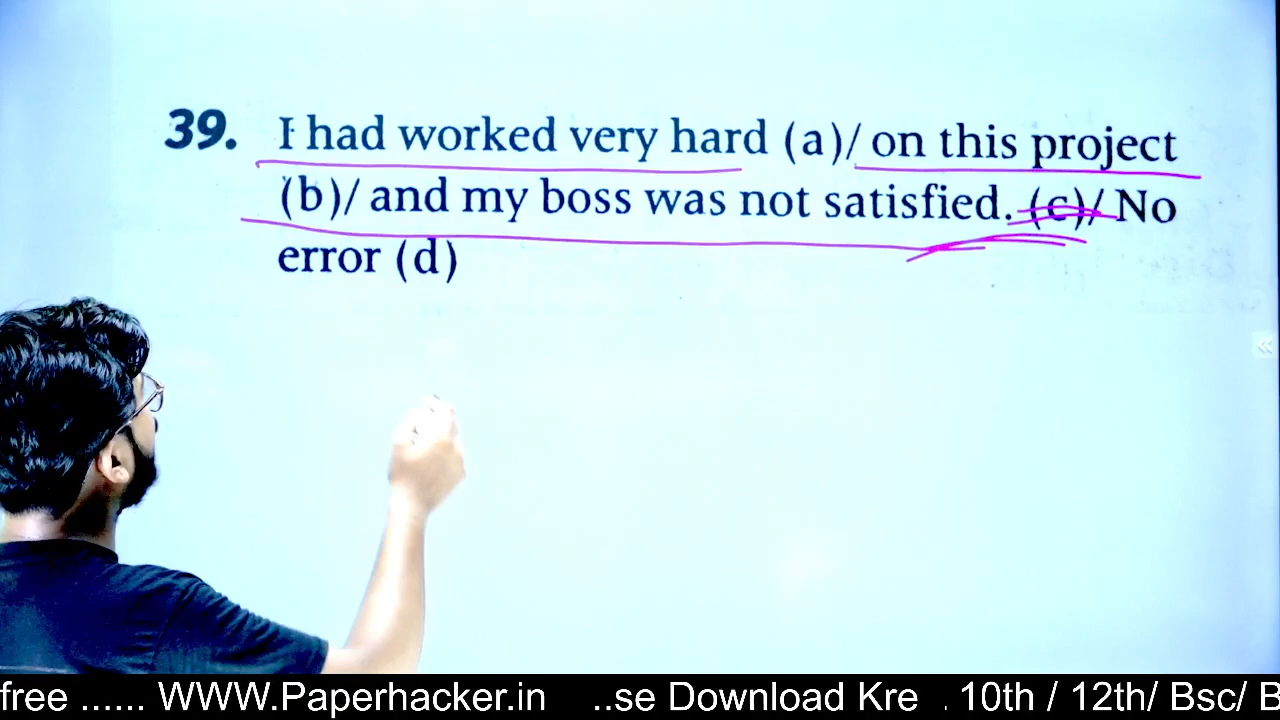 39. I had worked very hard (a)/ on this project
(b)/ and my boss was not satisfied. (c)/ No
error (d)
free ...... WWW.Paperhacker.in ..se Download Kre . 10th / 12th/ Bsc/ B